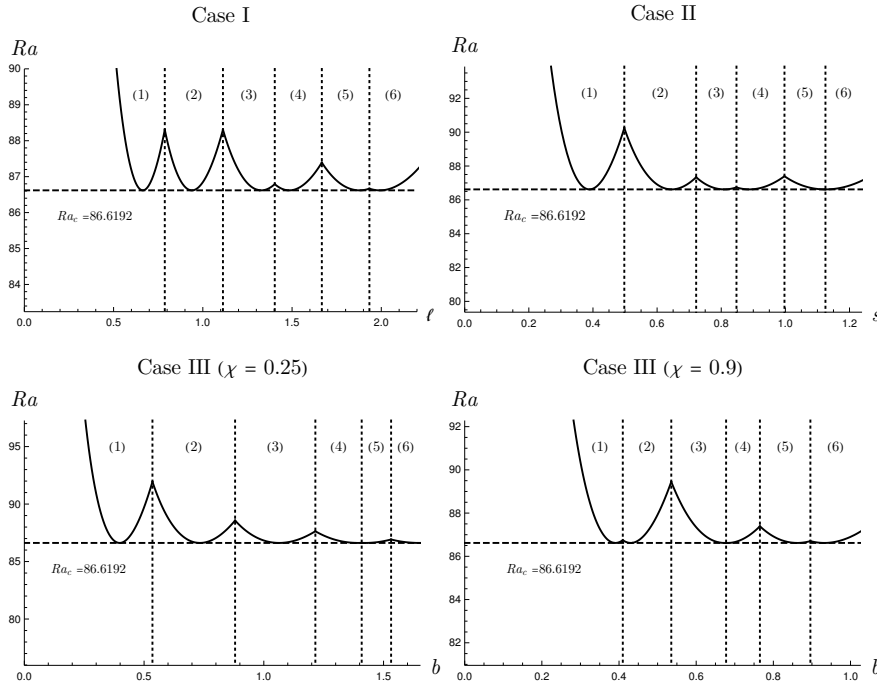 Case I
Ra
90
89
88
87
86
85
84
(1) (2) (3) (4) (5) (6)
Ra_c =86.6192
0.0 0.5 1.0 1.5 2.0
ℓ
Case II
Ra
92
90
88
86
84
82
80
(1) (2) (3) (4) (5) (6)
Ra_c =86.6192
0.0 0.2 0.4 0.6 0.8 1.0 1.2
s
Case III (χ = 0.25)
Ra
95
90
85
80
(1) (2) (3) (4) (5) (6)
Ra_c =86.6192
0.0 0.5 1.0 1.5
b
Case III (χ = 0.9)
Ra
92
90
88
86
84
82
(1) (2) (3) (4) (5) (6)
Ra_c =86.6192
0.0 0.2 0.4 0.6 0.8 1.0
b